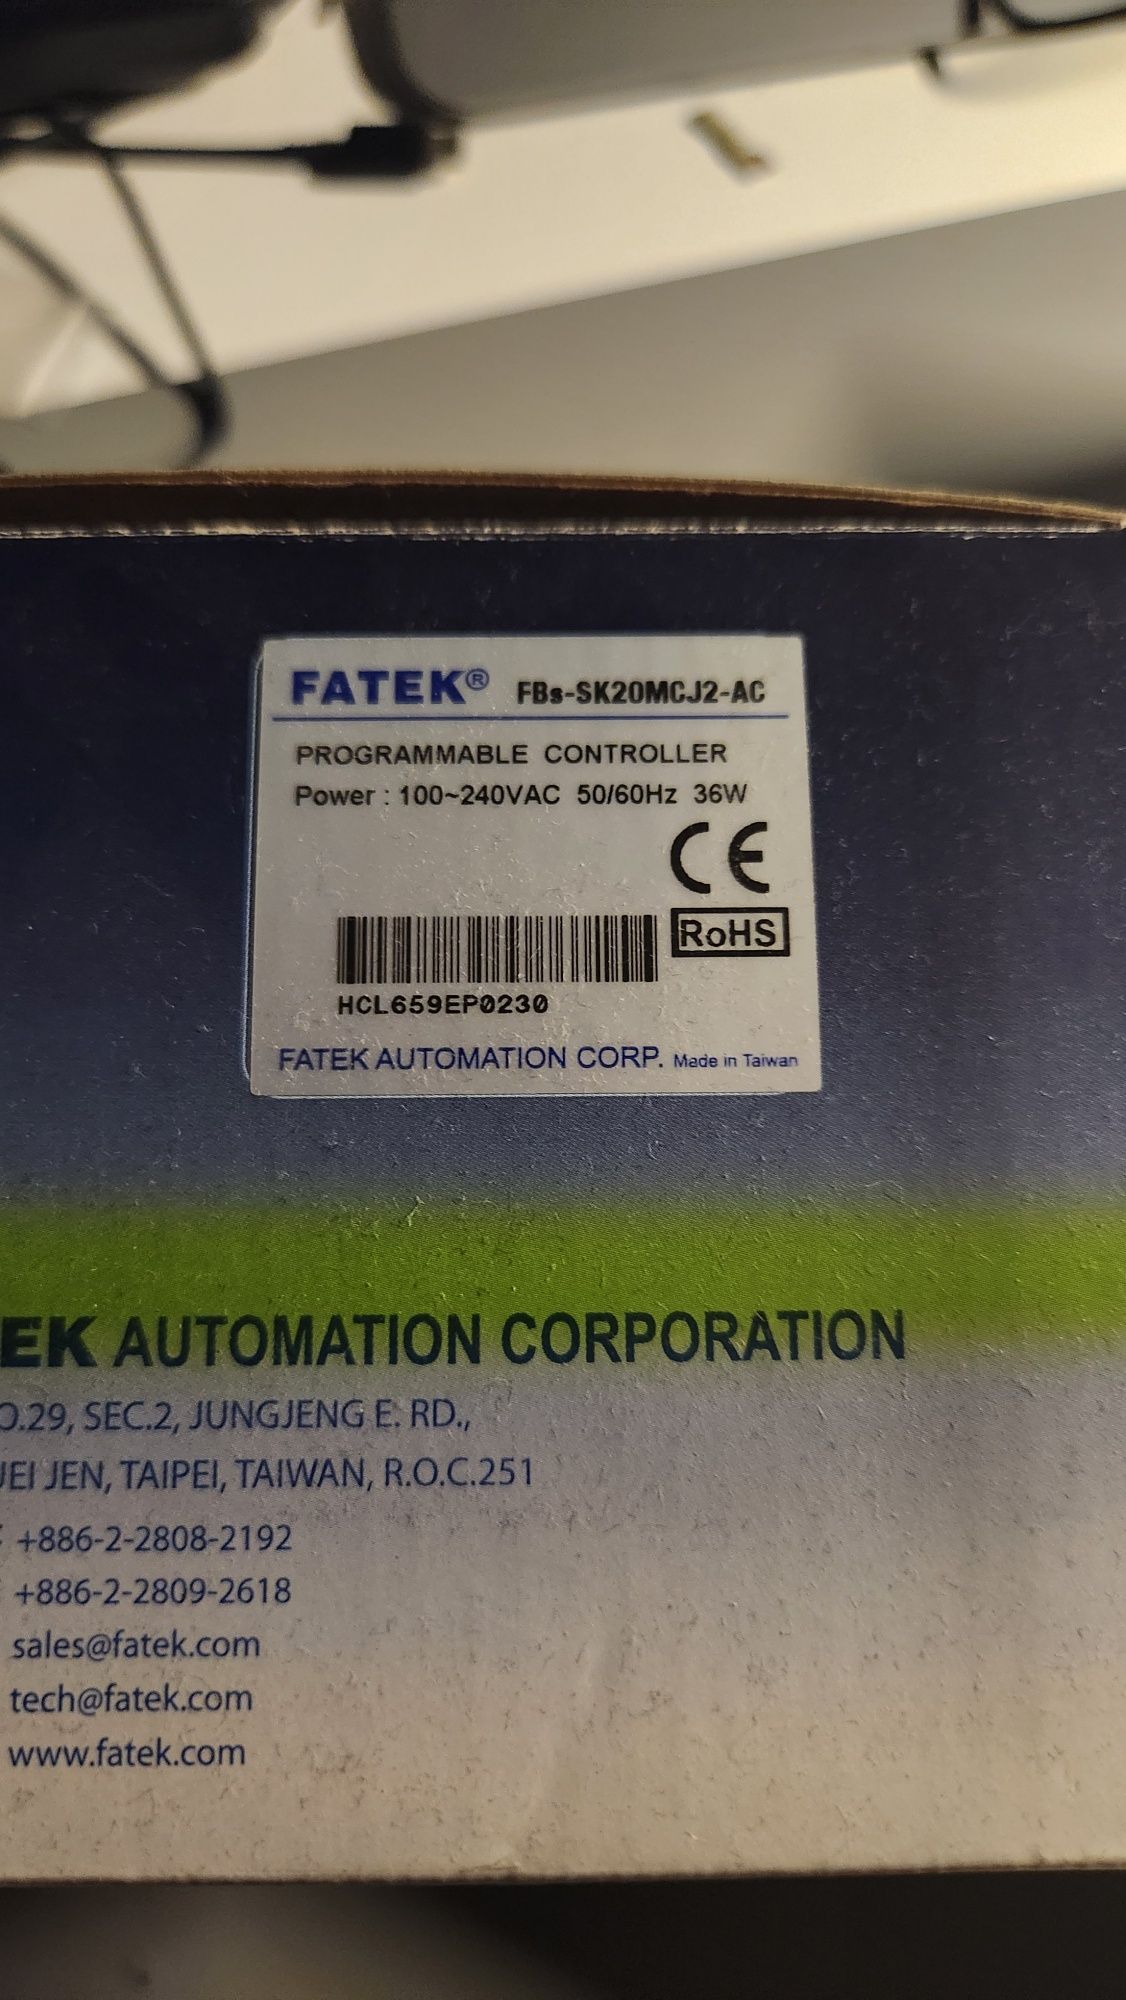 FATEK® FBs-SK20MCJ2-AC
PROGRAMMABLE CONTROLLER
Power : 100~240VAC 50/60Hz 36W
CE
RoHS
HCL659EP0230
FATEK AUTOMATION CORP. Made in Taiwan
EK AUTOMATION CORPORATION
O.29, SEC.2, JUNGJENG E. RD.,
JEN, TAIPEI, TAIWAN, R.O.C.251
+886-2-2808-2192
+886-2-2809-2618
sales@fatek.com
tech@fatek.com
www.fatek.com